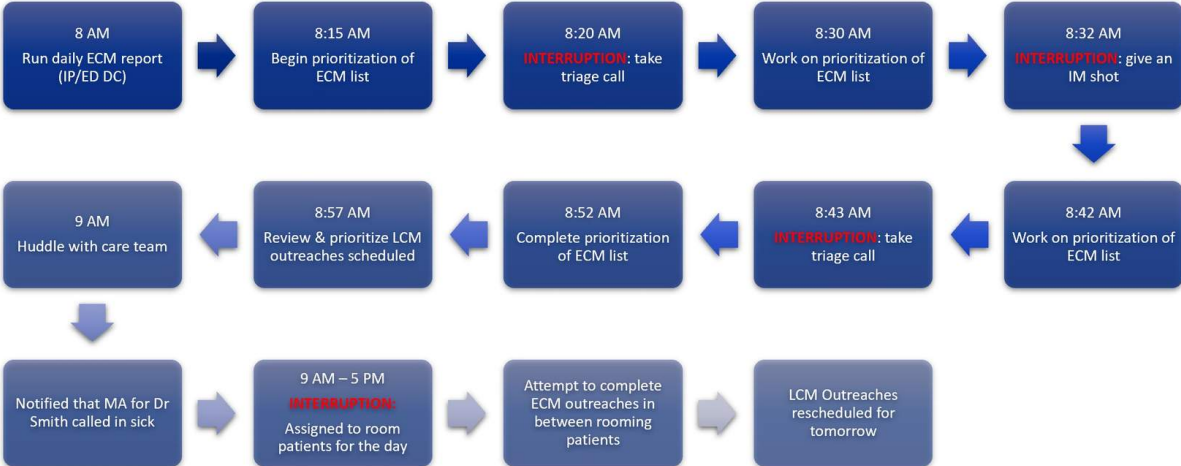 8 AM
Run daily ECM report
(IP/ED DC)
8:15 AM
Begin prioritization of
ECM list
8:20 AM
INTERRUPTION: take
triage call
8:30 AM
Work on prioritization of
ECM list
8:32 AM
INTERRUPTION: give an
IM shot
8:42 AM
Work on prioritization of
ECM list
8:43 AM
INTERRUPTION: take
triage call
8:52 AM
Complete prioritization
of ECM list
8:57 AM
Review & prioritize LCM
outreaches scheduled
9 AM
Huddle with care team
Notified that MA for Dr
Smith called in sick
9 AM – 5 PM
INTERRUPTION:
Assigned to room
patients for the day
Attempt to complete
ECM outreaches in
between rooming
patients
LCM Outreaches
rescheduled for
tomorrow